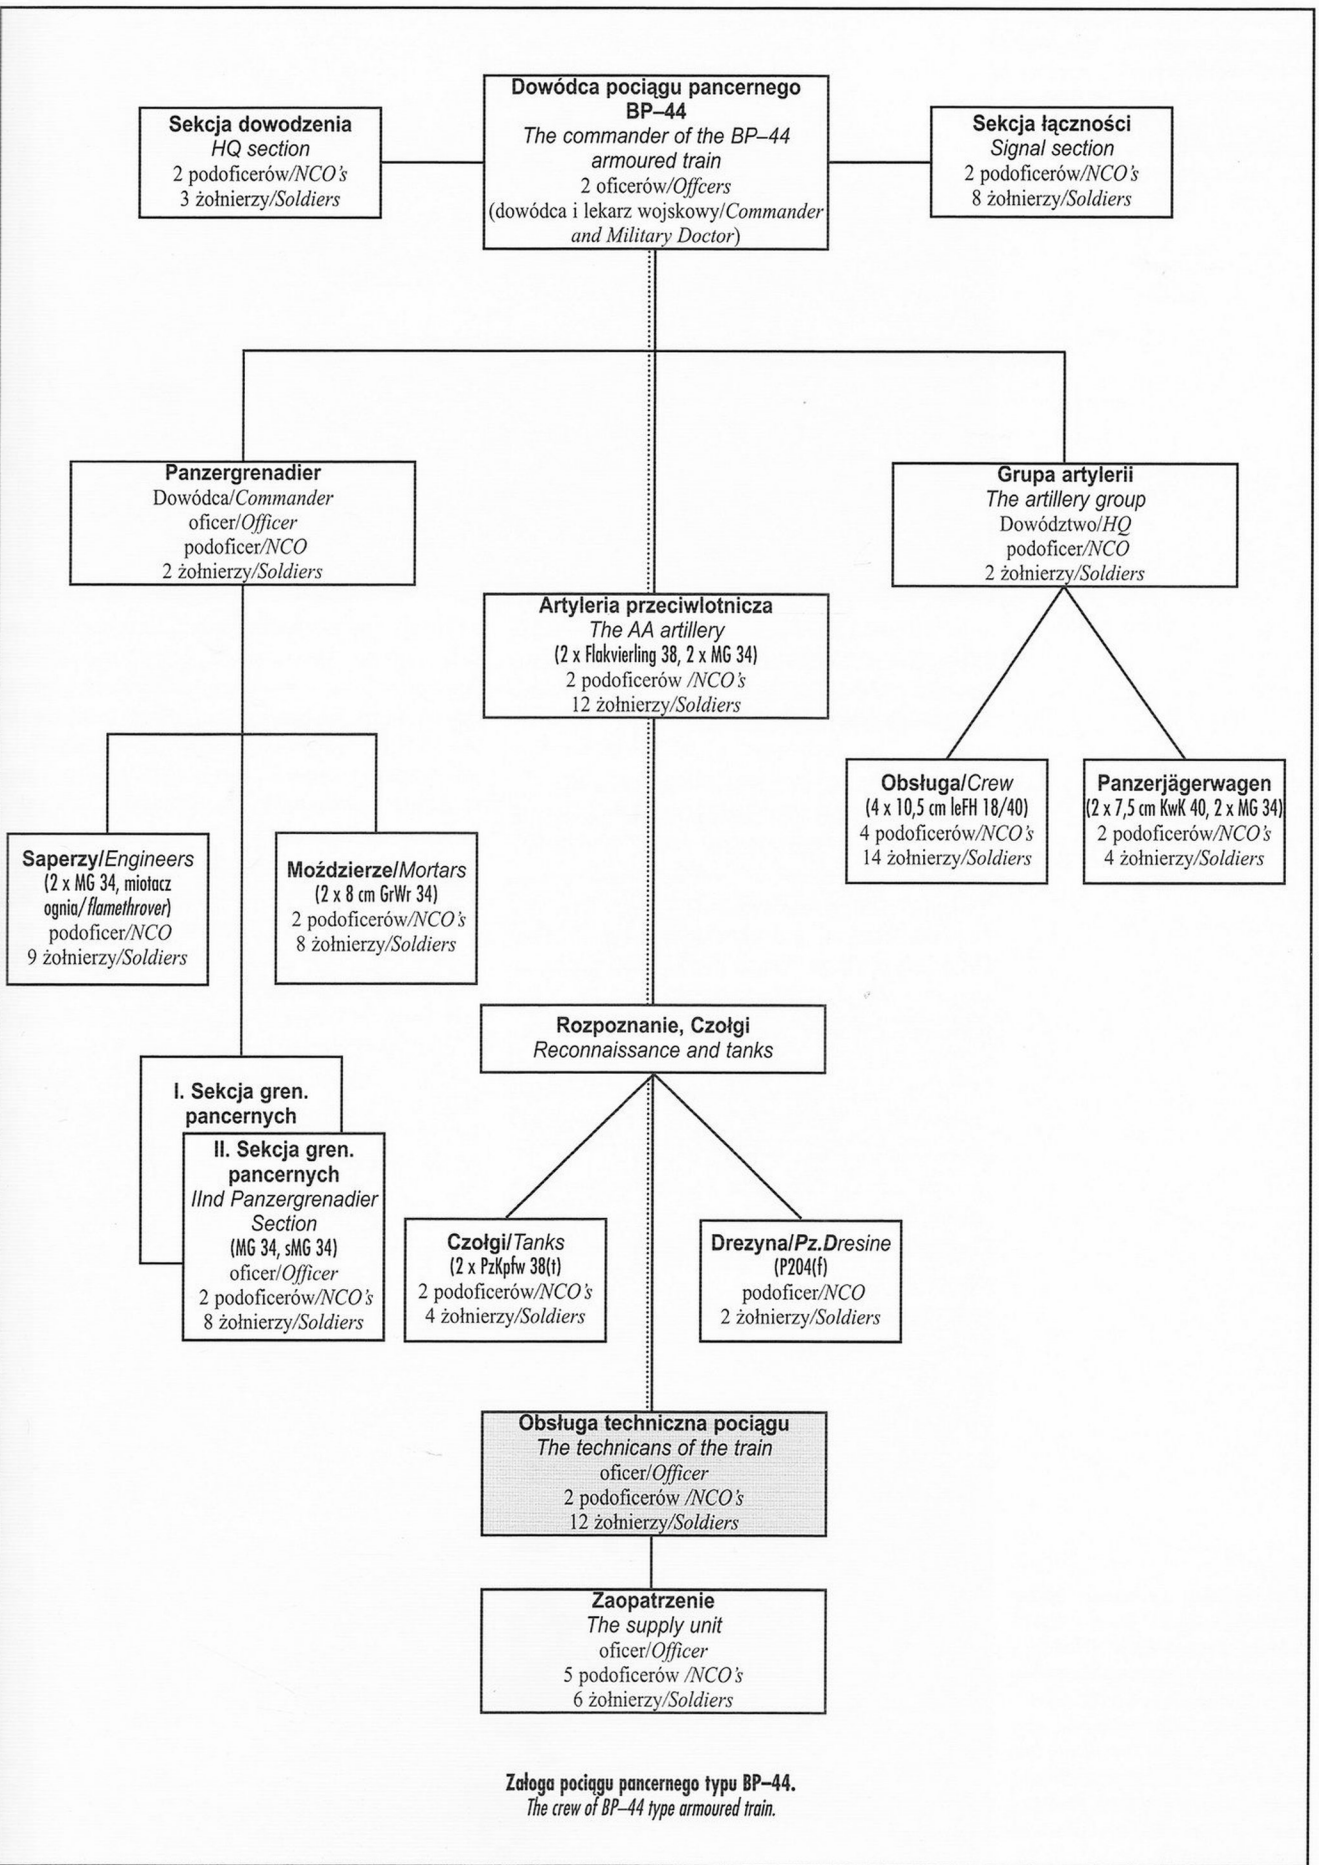 Dowódca pociągu pancernego
BP–44
The commander of the BP–44
armoured train
2 oficerów/Offcers
(dowódca i lekarz wojskowy/Commander
and Military Doctor)
Sekcja dowodzenia
HQ section
2 podoficerów/NCO's
3 żołnierzy/Soldiers
Sekcja łączności
Signal section
2 podoficerów/NCO's
8 żołnierzy/Soldiers
Panzergrenadier
Dowódca/Commander
oficer/Officer
podoficer/NCO
2 żołnierzy/Soldiers
Grupa artylerii
The artillery group
Dowództwo/HQ
podoficer/NCO
2 żołnierzy/Soldiers
Artyleria przeciwlotnicza
The AA artillery
(2 x Flakvierling 38, 2 x MG 34)
2 podoficerów /NCO's
12 żołnierzy/Soldiers
Obsługa/Crew
(4 x 10,5 cm leFH 18/40)
4 podoficerów/NCO's
14 żołnierzy/Soldiers
Panzerjägerwagen
(2 x 7,5 cm KwK 40, 2 x MG 34)
2 podoficerów/NCO's
4 żołnierzy/Soldiers
Saperzy/Engineers
(2 x MG 34, miotacz
ognia/flamethrover)
podoficer/NCO
9 żołnierzy/Soldiers
Moździerze/Mortars
(2 x 8 cm GrWr 34)
2 podoficerów/NCO's
8 żołnierzy/Soldiers
Rozpoznanie, Czołgi
Reconnaissance and tanks
I. Sekcja gren.
pancernych
II. Sekcja gren.
pancernych
IInd Panzergrenadier
Section
(MG 34, sMG 34)
oficer/Officer
2 podoficerów/NCO's
8 żołnierzy/Soldiers
Czołgi/Tanks
(2 x PzKpfw 38(t)
2 podoficerów/NCO's
4 żołnierzy/Soldiers
Drezyna/Pz.Dresine
(P204(f)
podoficer/NCO
2 żołnierzy/Soldiers
Obsługa techniczna pociągu
The technicans of the train
oficer/Officer
2 podoficerów /NCO's
12 żołnierzy/Soldiers
Zaopatrzenie
The supply unit
oficer/Officer
5 podoficerów /NCO's
6 żołnierzy/Soldiers
Załoga pociągu pancernego typu BP–44.
The crew of BP–44 type armoured train.